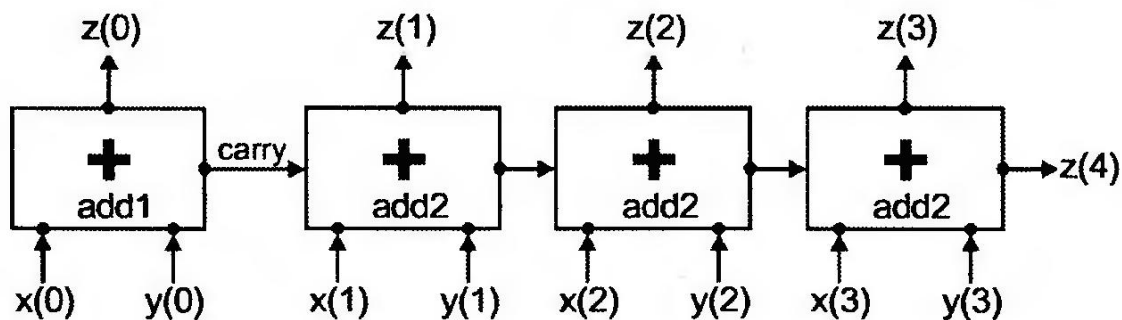 z(0) z(1) z(2) z(3)
+ + + +
carry z(4)
add1 add2 add2 add2
x(0) y(0) x(1) y(1) x(2) y(2) x(3) y(3)